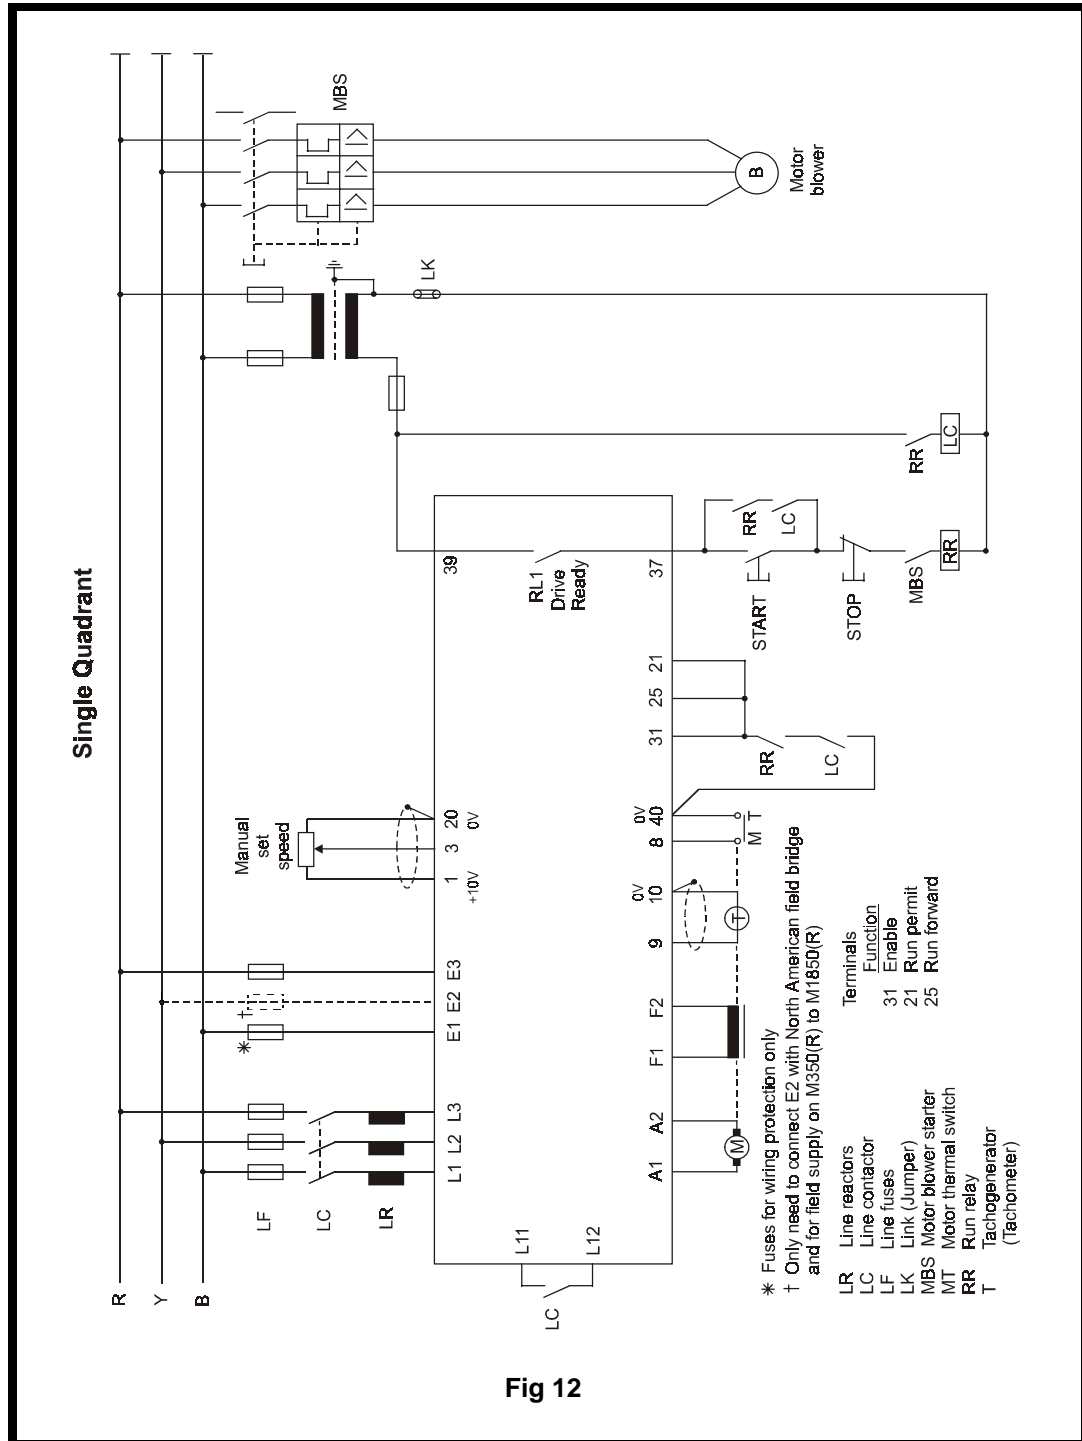 Single Quadrant
R
Y
B
LF
LC
LR
*
†
Manual
set
speed
MBS
LK
B
Motor
blower
L1
L2
L3
E1
E2
E3
1
3
20
+10V
0V
39
RL1
Drive
Ready
37
L11
L12
LC
A1
A2
F1
F2
9
10
0V
8
40
0V
31
25
21
M
T
M T
RR
LC
START
RR
LC
STOP
MBS
RR
RR
LC
* Fuses for wiring protection only
† Only need to connect E2 with North American field bridge
and for field supply on M350(R) to M1850(R)
LR Line reactors
LC Line contactor
LF Line fuses
LK Link (Jumper)
MBS Motor blower starter
MT Motor thermal switch
RR Run relay
T Tachogenerator
(Tachometer)
Terminals
Function
31 Enable
21 Run permit
25 Run forward
Fig 12